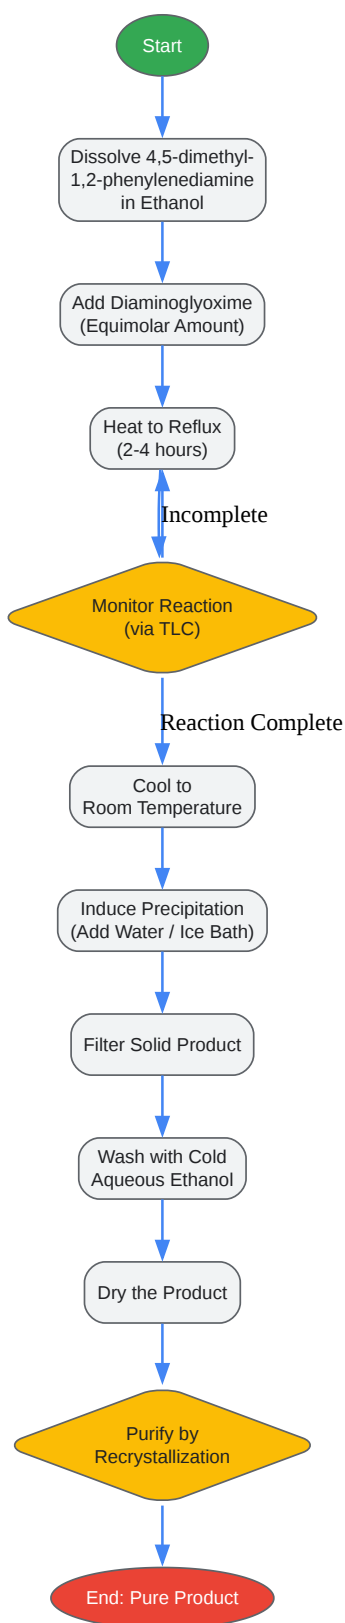 Start
Dissolve 4,5-dimethyl-
1,2-phenylenediamine
in Ethanol
Add Diaminoglyoxime
(Equimolar Amount)
Heat to Reflux
(2-4 hours)
Incomplete
Monitor Reaction
(via TLC)
Reaction Complete
Cool to
Room Temperature
Induce Precipitation
(Add Water / Ice Bath)
Filter Solid Product
Wash with Cold
Aqueous Ethanol
Dry the Product
Purify by
Recrystallization
End: Pure Product